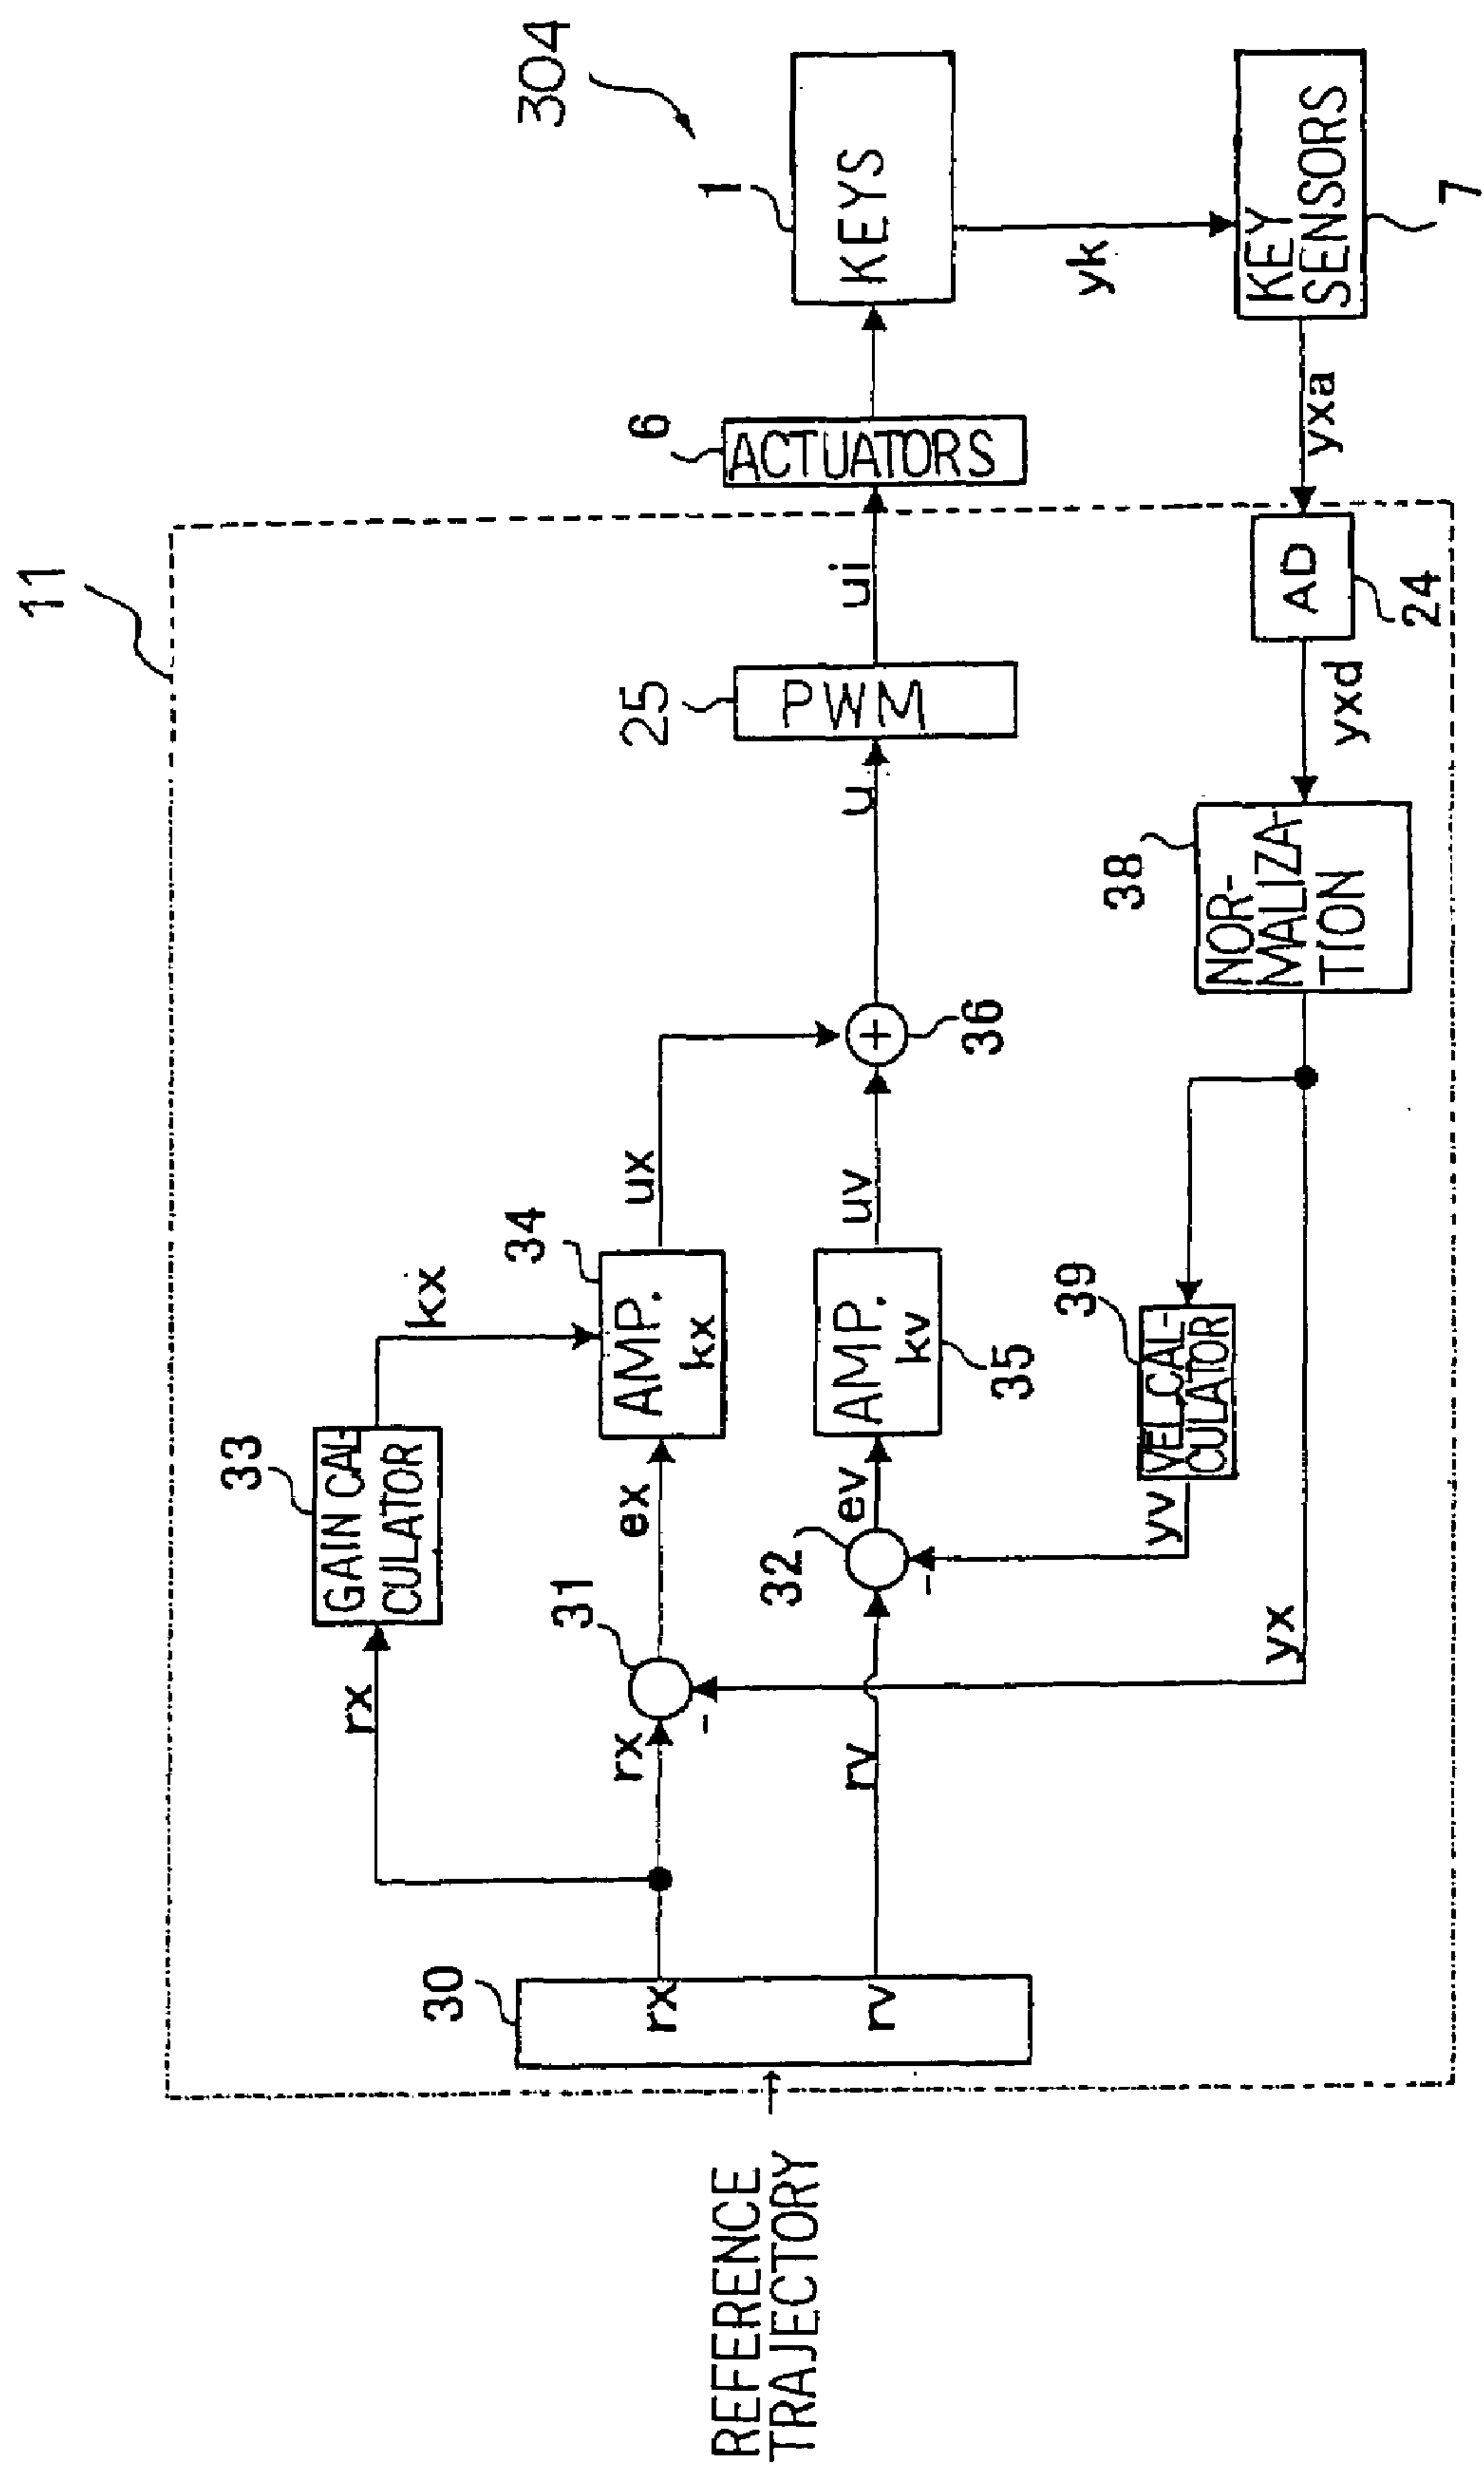 11
304
33
GAIN CAL-
CULATOR
kx
rx
34
AMP.
kx
ux
31
ex
rx
-
30
rx
rv
REFERENCE
TRAJECTORY
rv
32
ev
-
AMP.
kv
35
uv
+
36
u
25
PWM
ui
6
ACTUATORS
1
KEYS
yk
KEY
SENSORS
7
yxa
AD
24
yxd
38
NOR-
MALIZA-
TION
39
VEL.CAL-
CULATOR
yv
yx